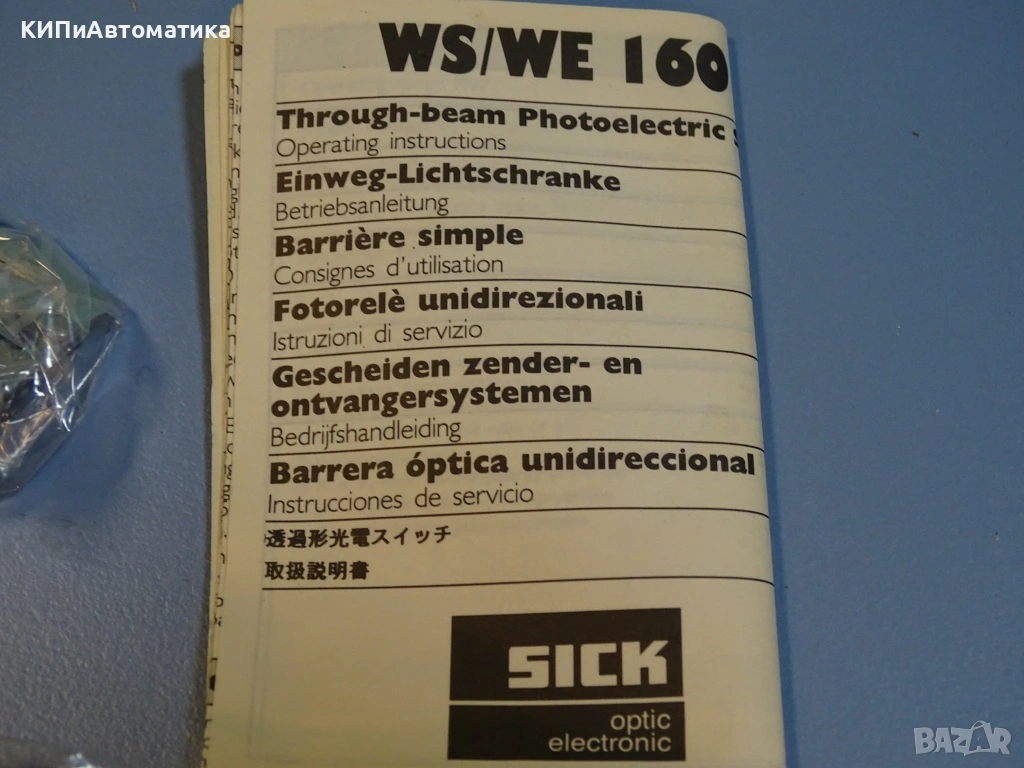 КИПиАвтоматика
WS/WE 160
Through-beam Photoelectric
Operating instructions
Einweg-Lichtschranke
Betriebsanleitung
Barrière simple
Consignes d'utilisation
Fotorelè unidirezionali
Istruzioni di servizio
Gescheiden zender- en
ontvangersystemen
Bedrijfshandleiding
Barrera óptica unidireccional
Instrucciones de servicio
透過形光電スイッチ
取扱説明書
SICK
optic
electronic
BAZAR